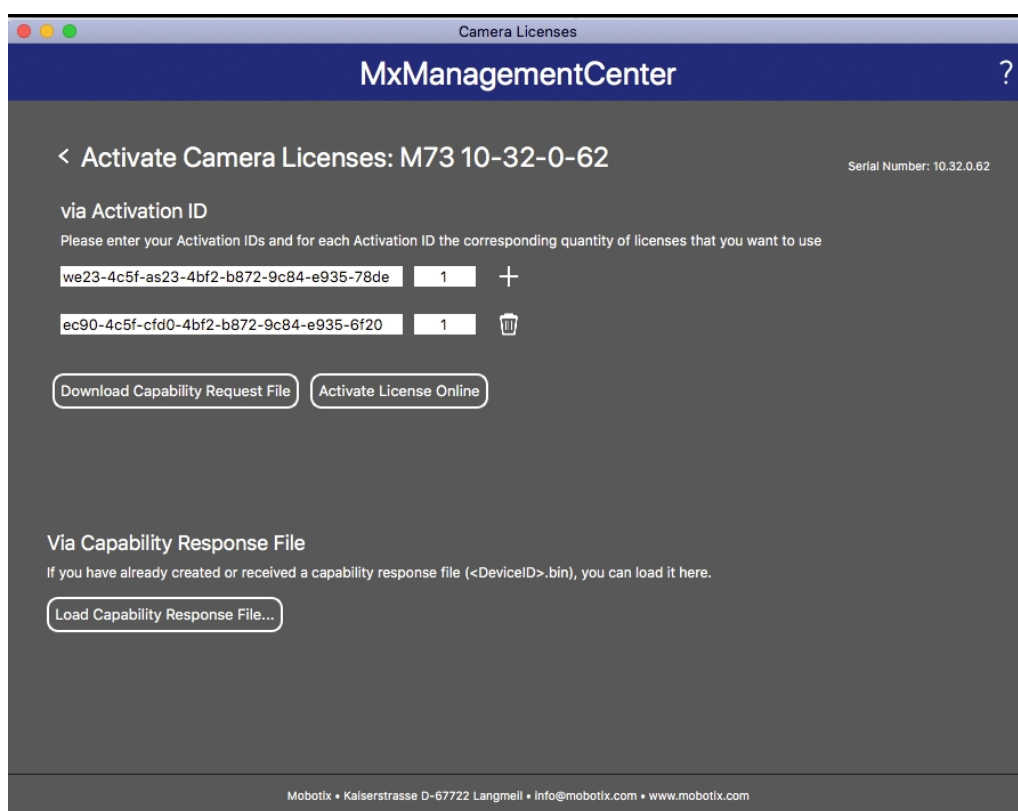 Camera Licenses
MxManagementCenter
?
< Activate Camera Licenses: M73 10-32-0-62
Serial Number: 10.32.0.62
via Activation ID
Please enter your Activation IDs and for each Activation ID the corresponding quantity of licenses that you want to use
we23-4c5f-as23-4bf2-b872-9c84-e935-78de 1 +
ec90-4c5f-cfd0-4bf2-b872-9c84-e935-6f20 1
Download Capability Request File Activate License Online
Via Capability Response File
If you have already created or received a capability response file (<DeviceID>.bin), you can load it here.
Load Capability Response File...
Mobotix • Kaiserstrasse D-67722 Langmeil • info@mobotix.com • www.mobotix.com